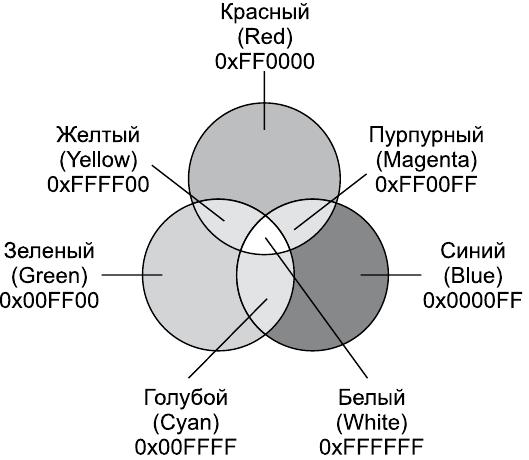 Красный
(Red)
0xFF0000
Желтый
(Yellow)
0xFFFF00
Пурпурный
(Magenta)
0xFF00FF
Зеленый
(Green)
0x00FF00
Синий
(Blue)
0x0000FF
Голубой
(Cyan)
0x00FFFF
Белый
(White)
0xFFFFFF